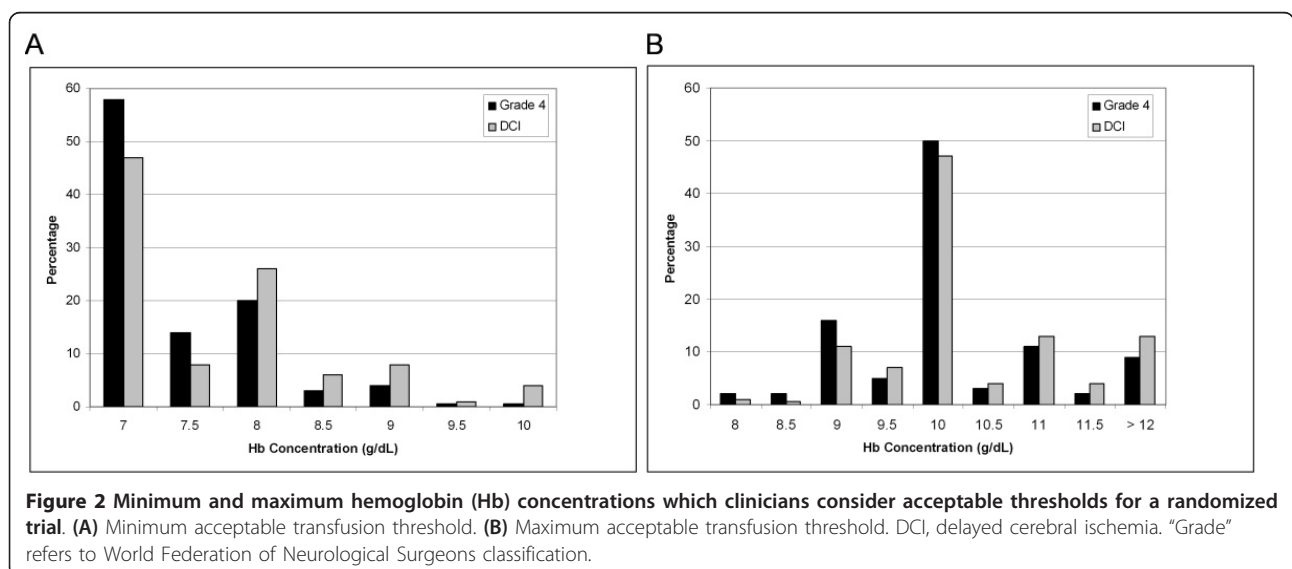 A
60
50
40
30
20
10
0
Percentage
Grade 4
DCI
7 7.5 8 8.5 9 9.5 10
Hb Concentration (g/dL)
B
60
50
40
30
20
10
0
Percentage
Grade 4
DCI
8 8.5 9 9.5 10 10.5 11 11.5 > 12
Hb Concentration (g/dL)
Figure 2 Minimum and maximum hemoglobin (Hb) concentrations which clinicians consider acceptable thresholds for a randomized
trial. (A) Minimum acceptable transfusion threshold. (B) Maximum acceptable transfusion threshold. DCI, delayed cerebral ischemia. “Grade”
refers to World Federation of Neurological Surgeons classification.